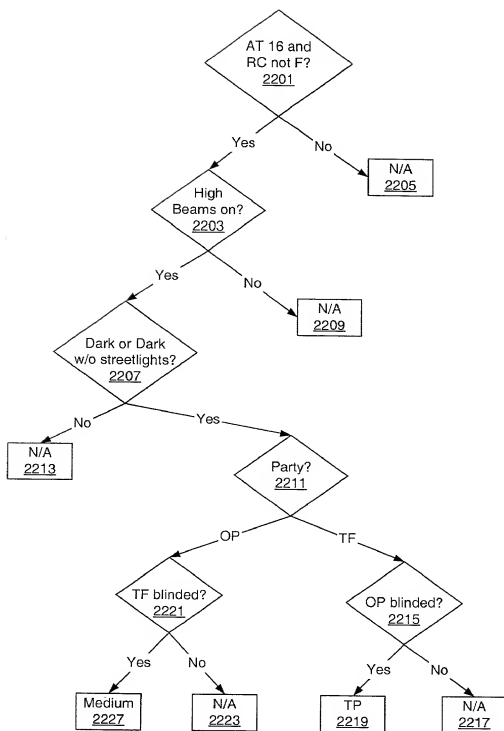 AT 16 and
RC not F?
2201
Yes
No
N/A
2205
High
Beams on?
2203
Yes
No
N/A
2209
Dark or Dark
w/o streetlights?
2207
No
Yes
N/A
2213
Party?
2211
OP
TF
TF blinded?
2221
OP blinded?
2215
Yes
No
Yes
No
Medium
2227
N/A
2223
TP
2219
N/A
2217